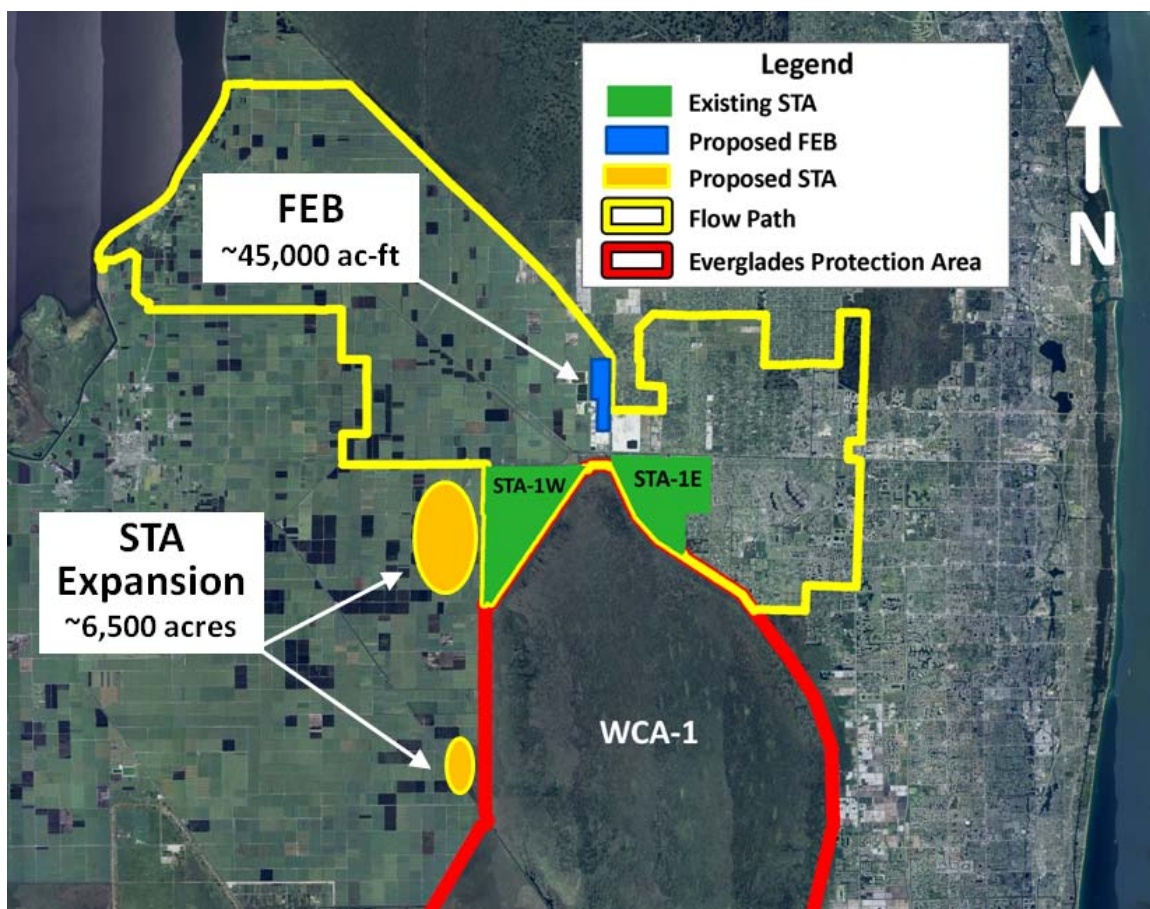 Legend
Existing STA
Proposed FEB
Proposed STA
Flow Path
Everglades Protection Area
N
FEB
~45,000 ac-ft
STA-1W
STA-1E
STA
Expansion
~6,500 acres
WCA-1